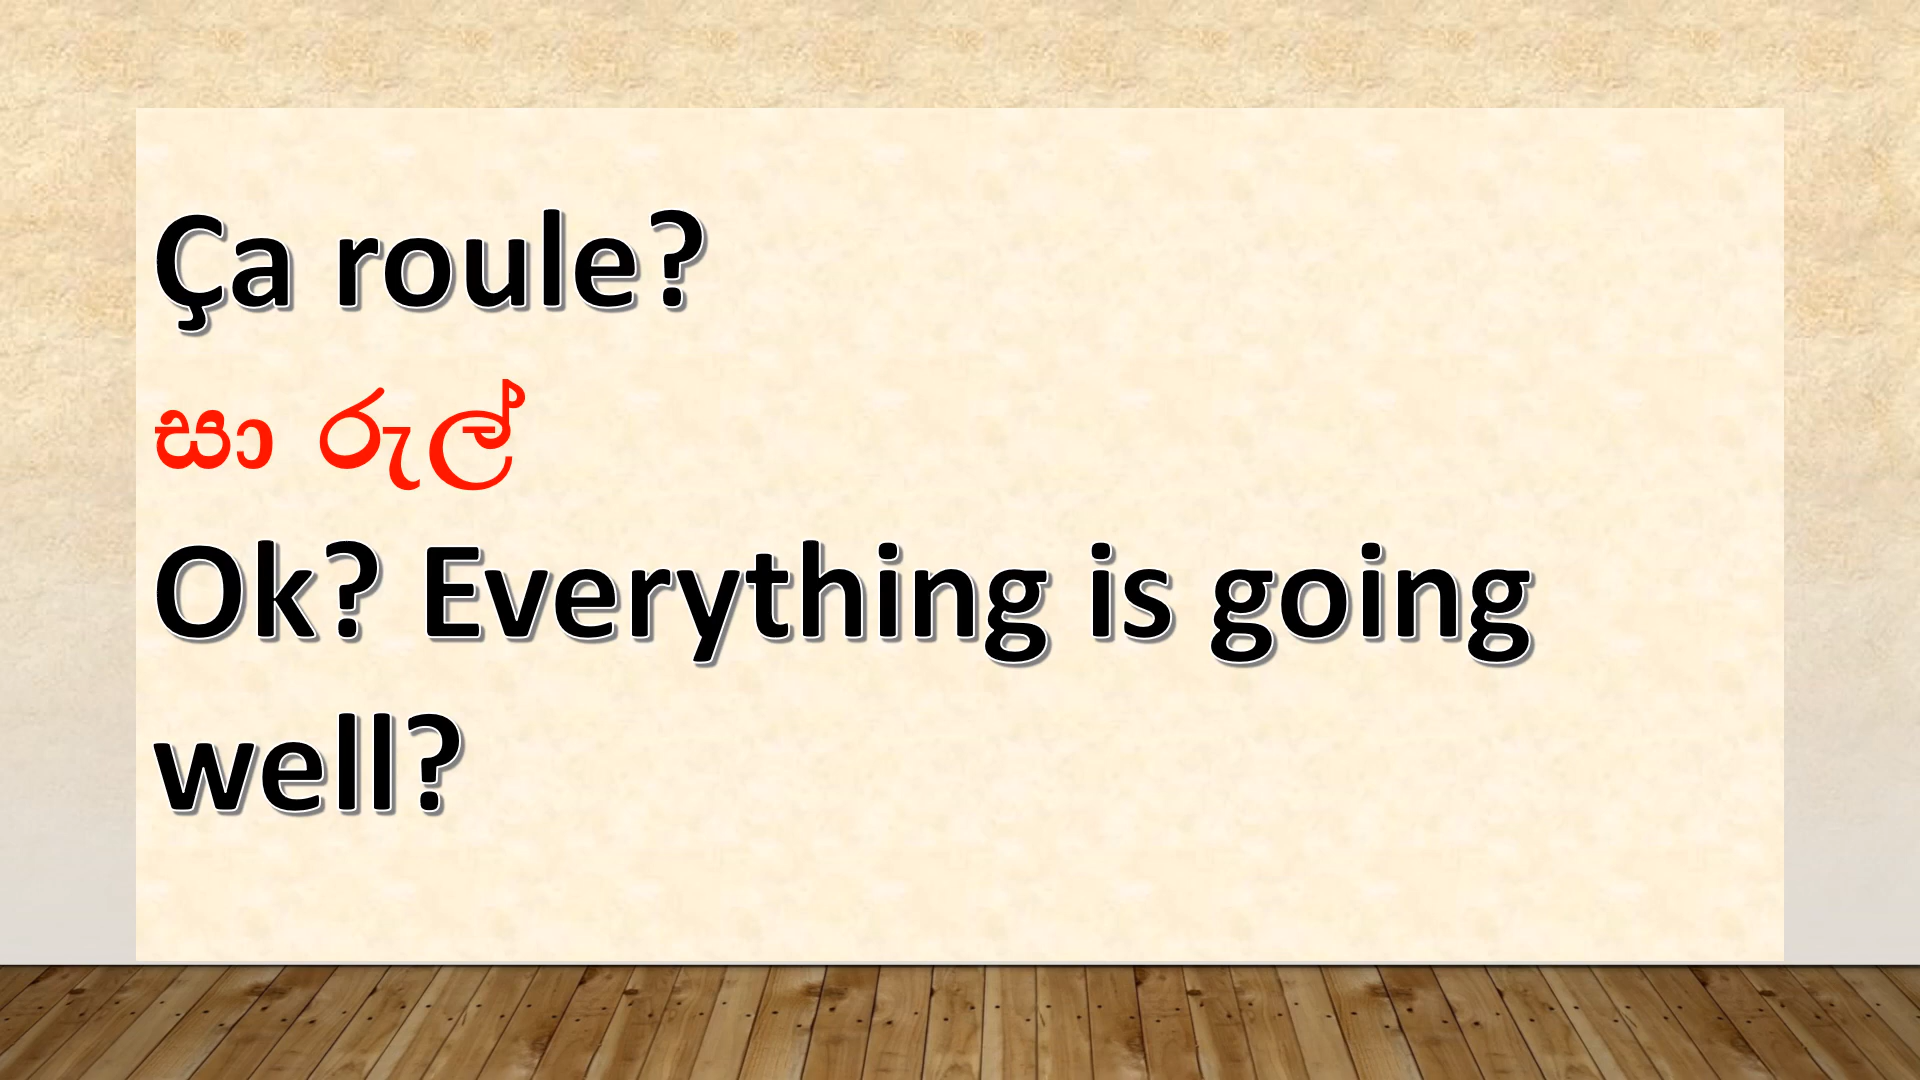 Ça roule?
සා රුල්
Ok? Everything is going
well?